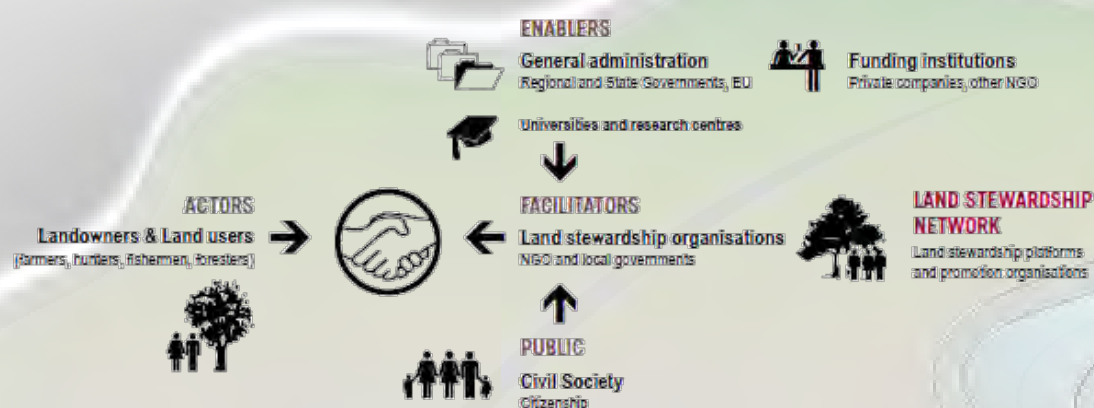 ENABLERS
General administration
Regional and State Governments, EU
Funding institutions
Private companies, other NGO
Universities and research centres
ACTORS
Landowners & Land users
(farmers, hunters, fishermen, foresters)
FACILITATORS
Land stewardship organisations
NGO and local governments
LAND STEWARDSHIP
NETWORK
Land stewardship platforms
and promotion organisations
PUBLIC
Civil Society
Citizenship